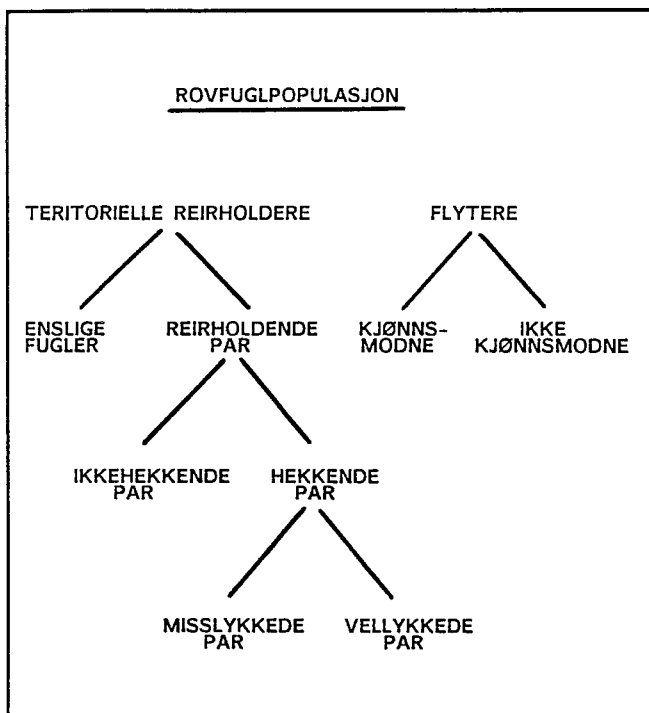 ROVFUGLPOPULASJON
TERITORIELLE REIRHOLDERE
FLYTERE
ENSLIGE
FUGLER
REIRHOLDENDE
PAR
KJØNNS-
MODNE
IKKE
KJØNNSMODNE
IKKEHEKKENDE
PAR
HEKKENDE
PAR
MISSLYKKEDE
PAR
VELLYKKEDE
PAR